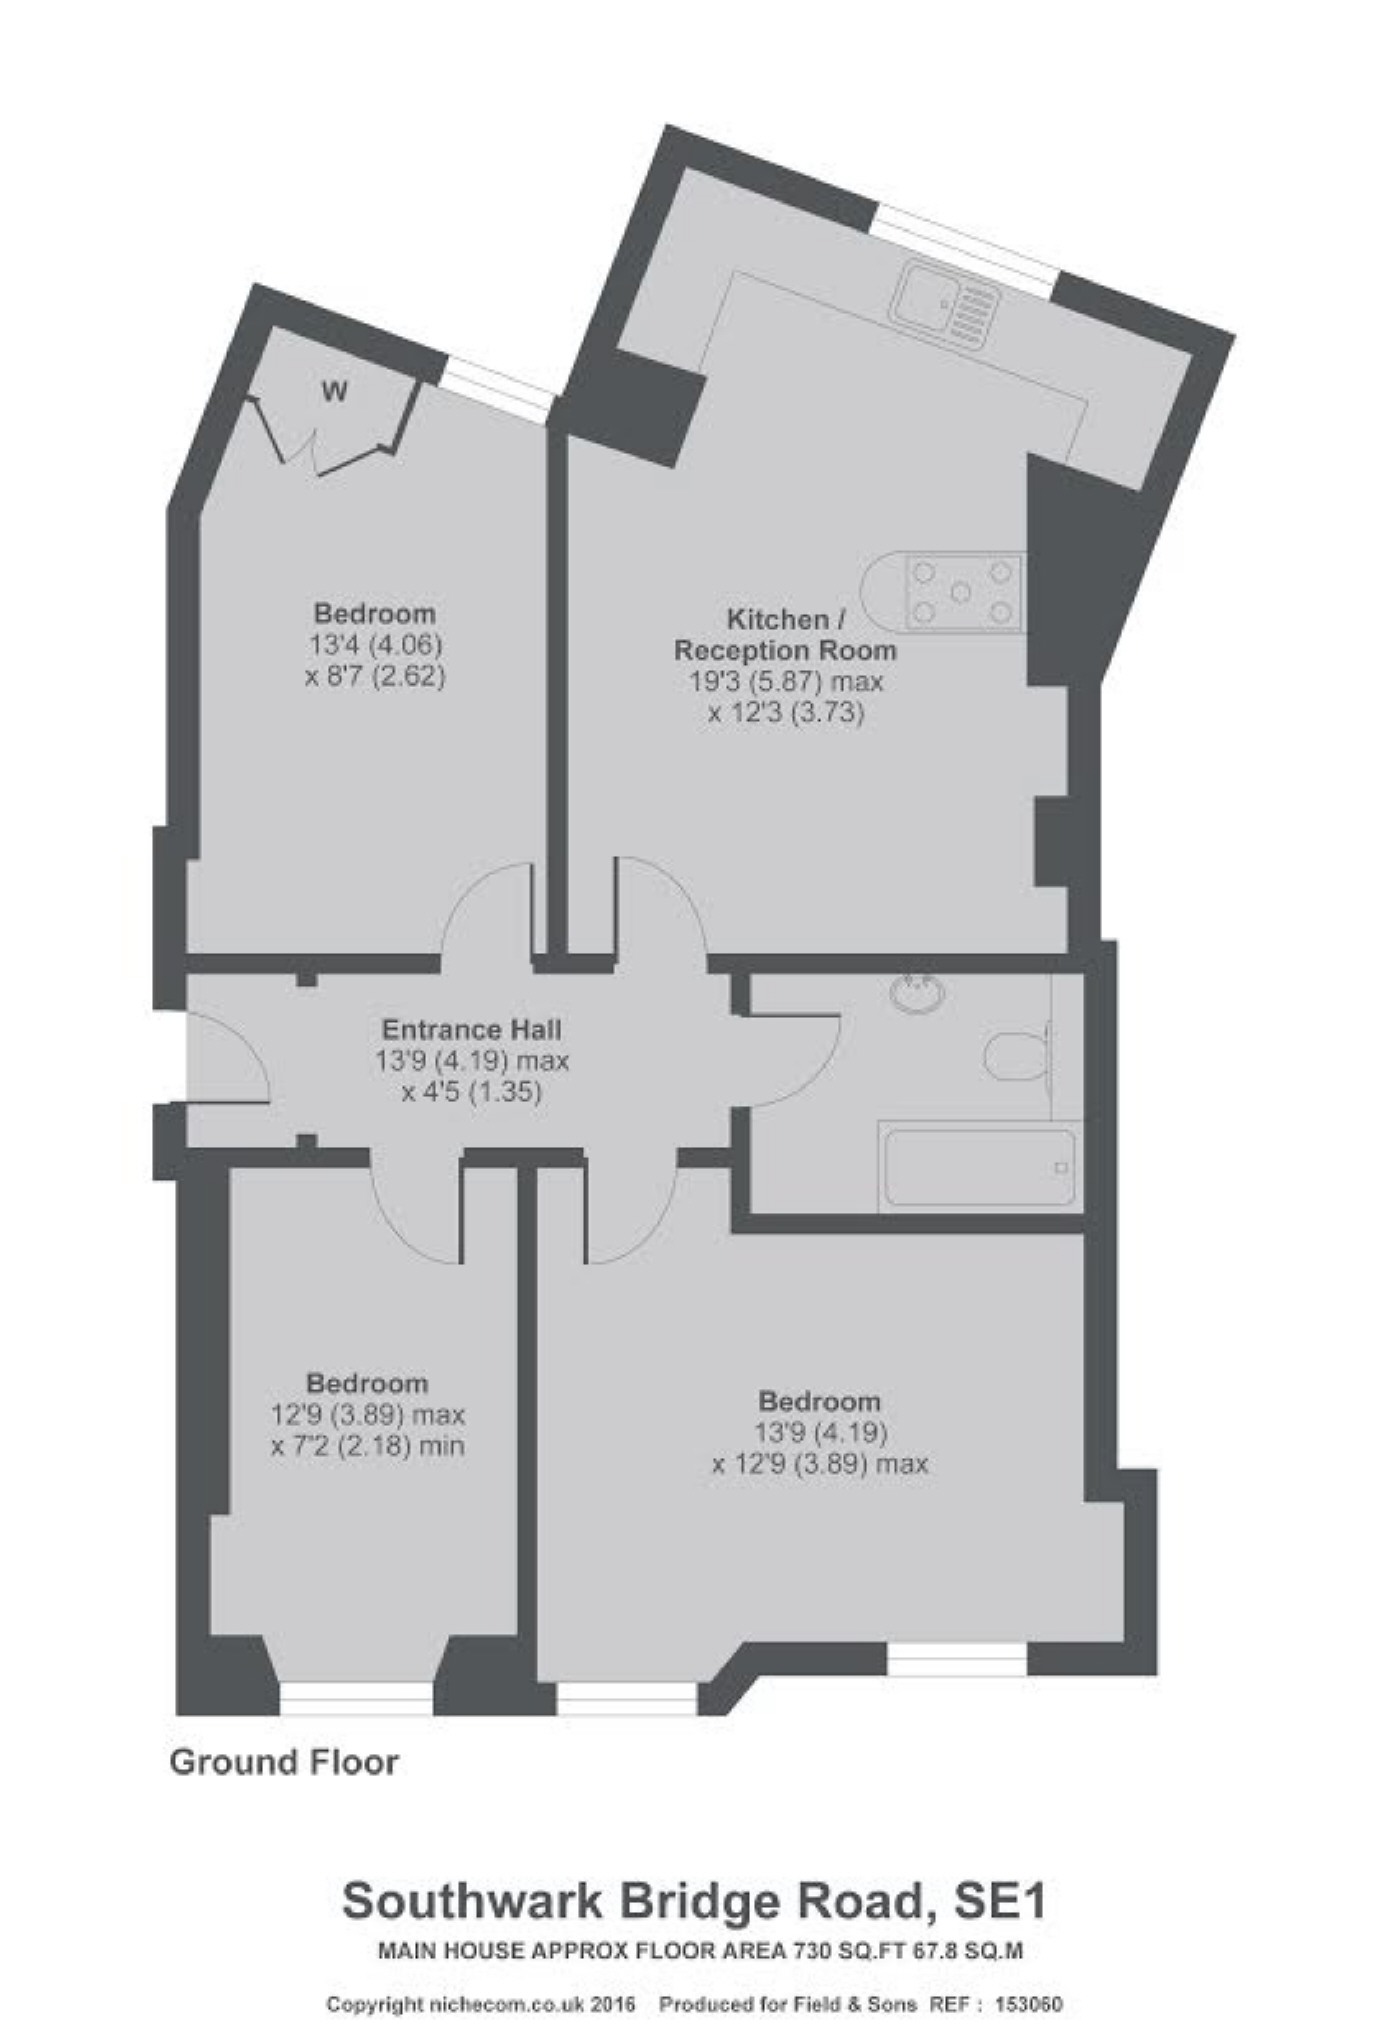 W
Bedroom
13'4 (4.06)
x 8'7 (2.62)
Kitchen /
Reception Room
19'3 (5.87) max
x 12'3 (3.73)
Entrance Hall
13'9 (4.19) max
x 4'5 (1.35)
Bedroom
12'9 (3.89) max
x 7'2 (2.18) min
Bedroom
13'9 (4.19)
x 12'9 (3.89) max
Ground Floor
Southwark Bridge Road, SE1
MAIN HOUSE APPROX FLOOR AREA 730 SQ.FT 67.8 SQ.M
Copyright nichecom.co.uk 2016 Produced for Field & Sons REF : 153060